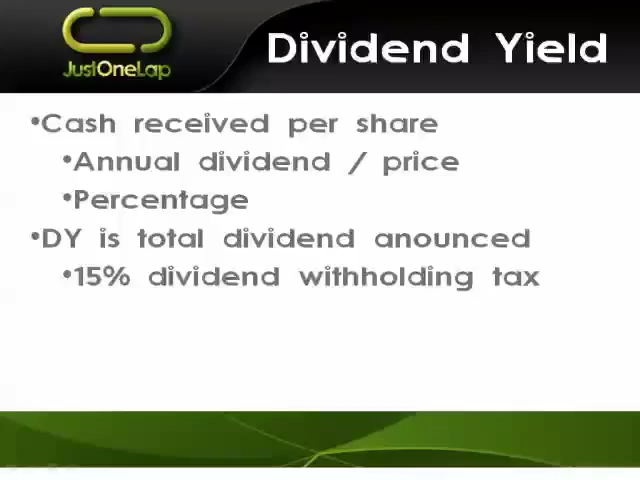 JustOneLap
Dividend Yield
•Cash received per share
•Annual dividend / price
•Percentage
•DY is total dividend anounced
•15% dividend withholding tax